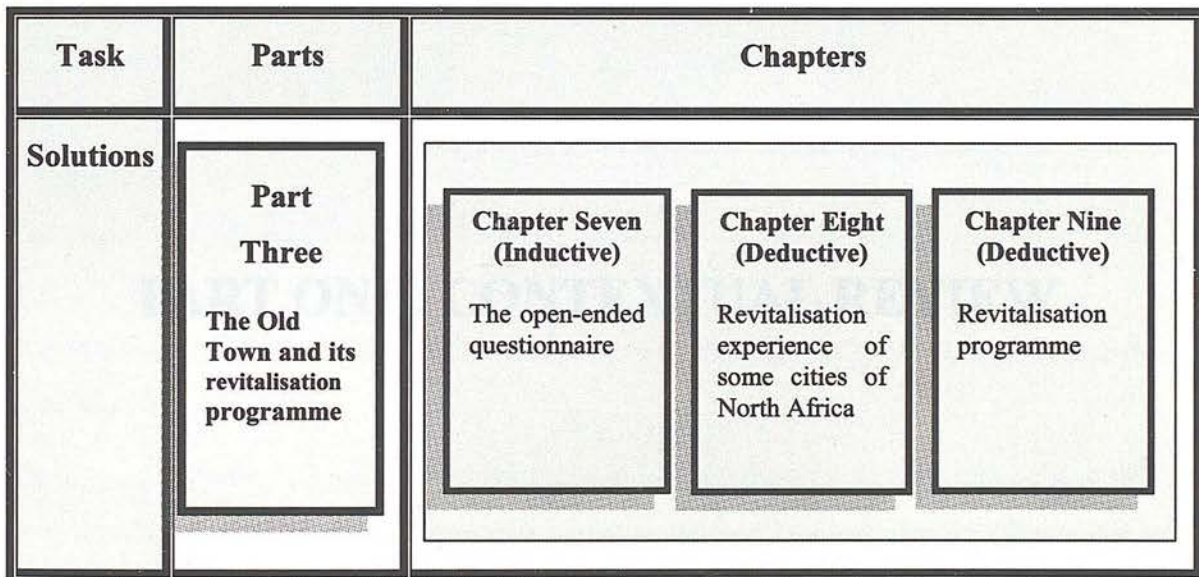 Task
Parts
Chapters
Solutions
Part
Three
The Old
Town and its
revitalisation
programme
Chapter Seven
(Inductive)
The open-ended
questionnaire
Chapter Eight
(Deductive)
Revitalisation
experience of
some cities of
North Africa
Chapter Nine
(Deductive)
Revitalisation
programme